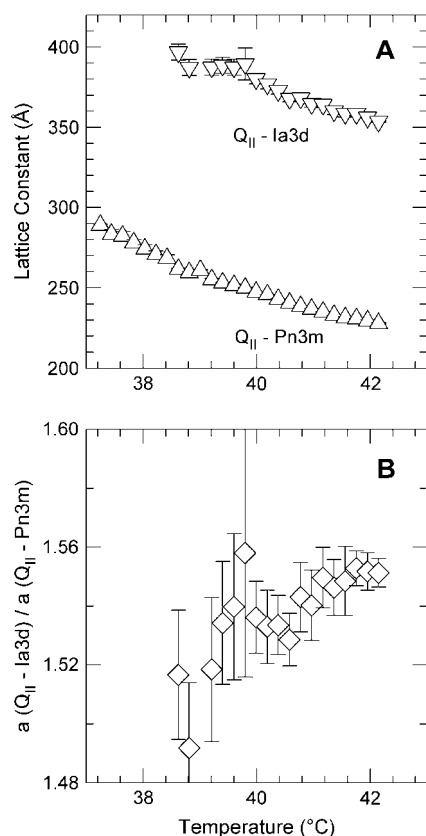 A
400
350
300
250
200
Lattice Constant (Å)
Q_II - Ia3d
Q_II - Pn3m
38
40
42
B
1.60
1.56
1.52
1.48
a (Q_II - Ia3d) / a (Q_II - Pn3m)
38
40
42
Temperature (°C)